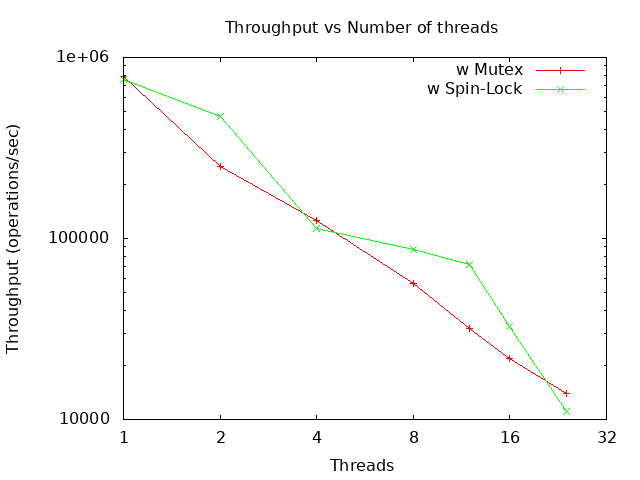 Throughput vs Number of threads
1e+06
w Mutex
w Spin-Lock
Throughput (operations/sec)
100000
10000
1 2 4 8 16 32
Threads